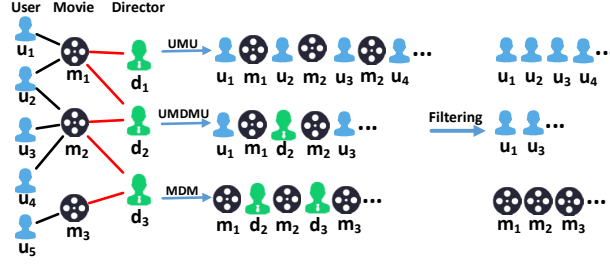 User Movie Director
u1
m1
d1
u2
u3
m2
d2
u4
u5
m3
d3
UMU
u1 m1 u2 m2 u3 m2 u4 ...
UMDMU
u1 m1 d2 m2 u3 ...
MDM
m1 d2 m2 d3 m3 ...
Filtering
u1 u2 u3 u4 ...
u1 u3 ...
m1 m2 m3 ...